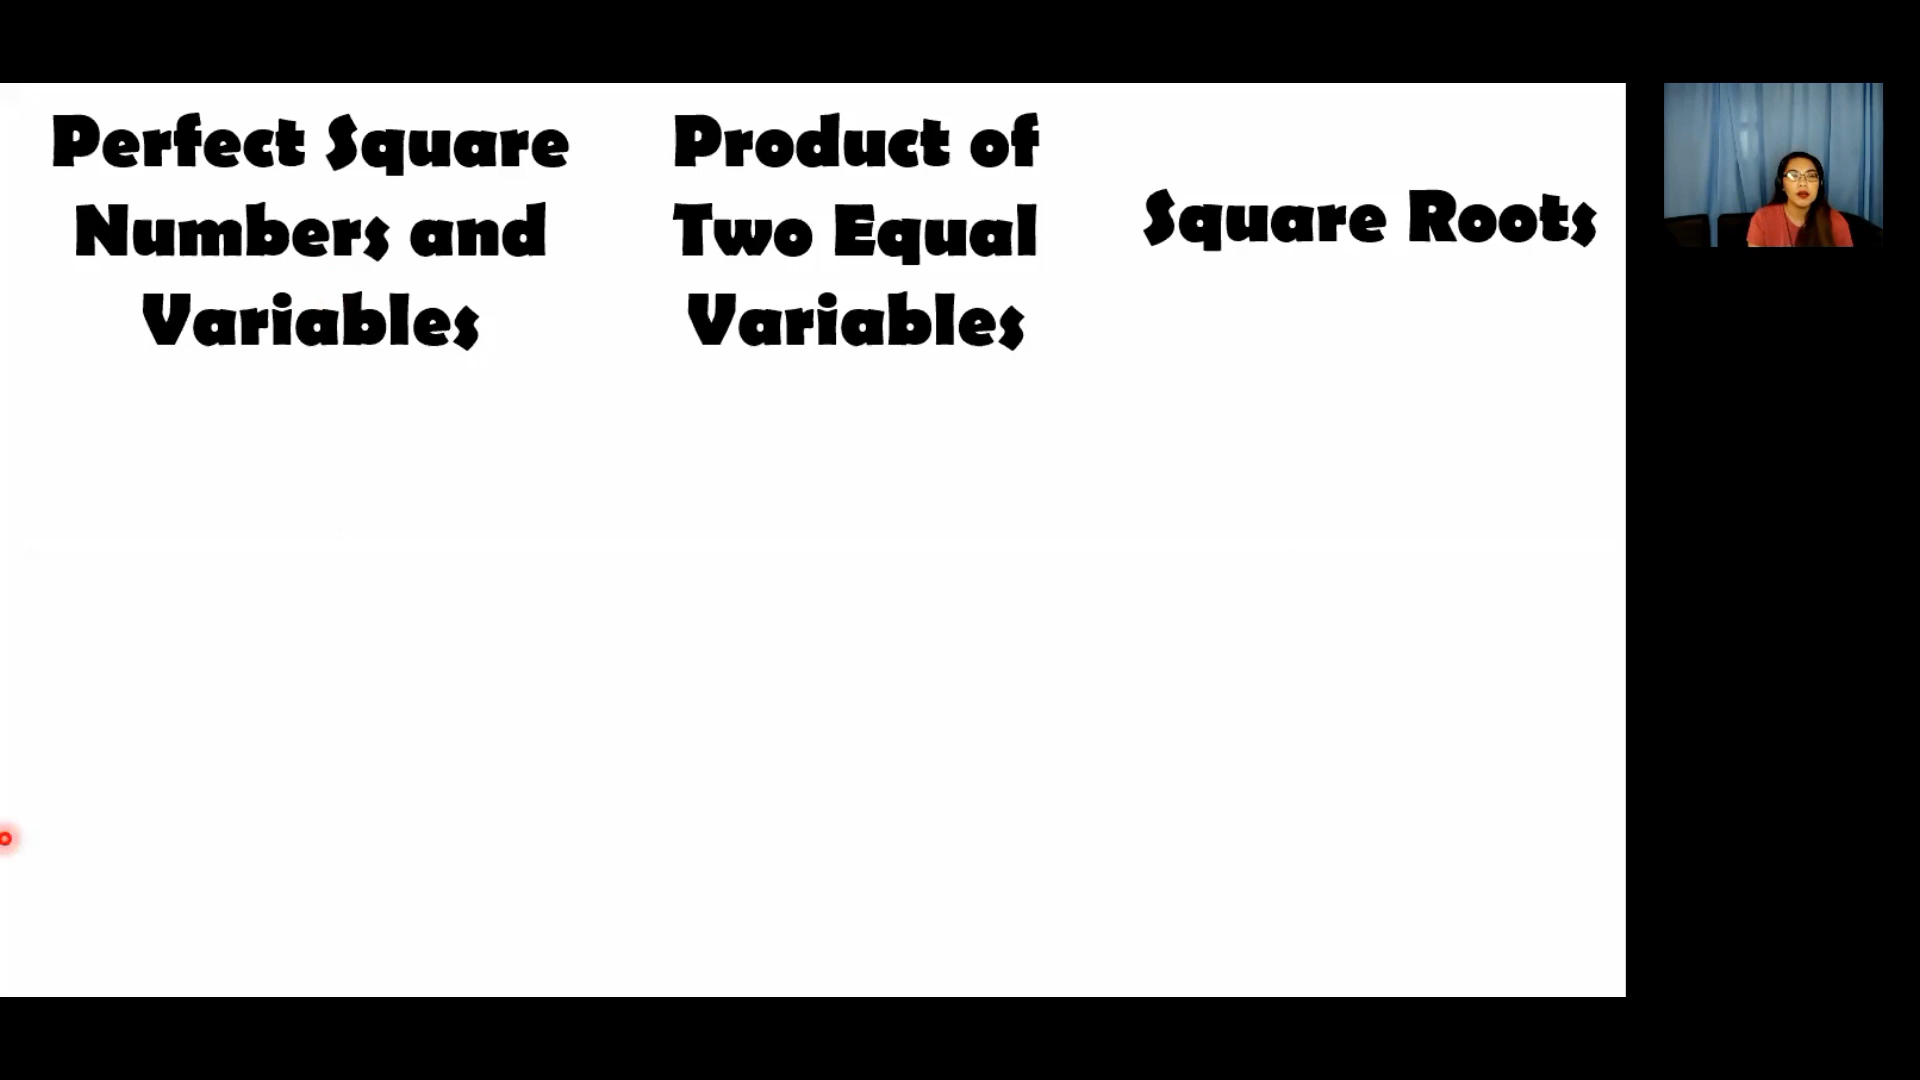 Perfect Square
Numbers and
Variables
Product of
Two Equal
Variables
Square Roots